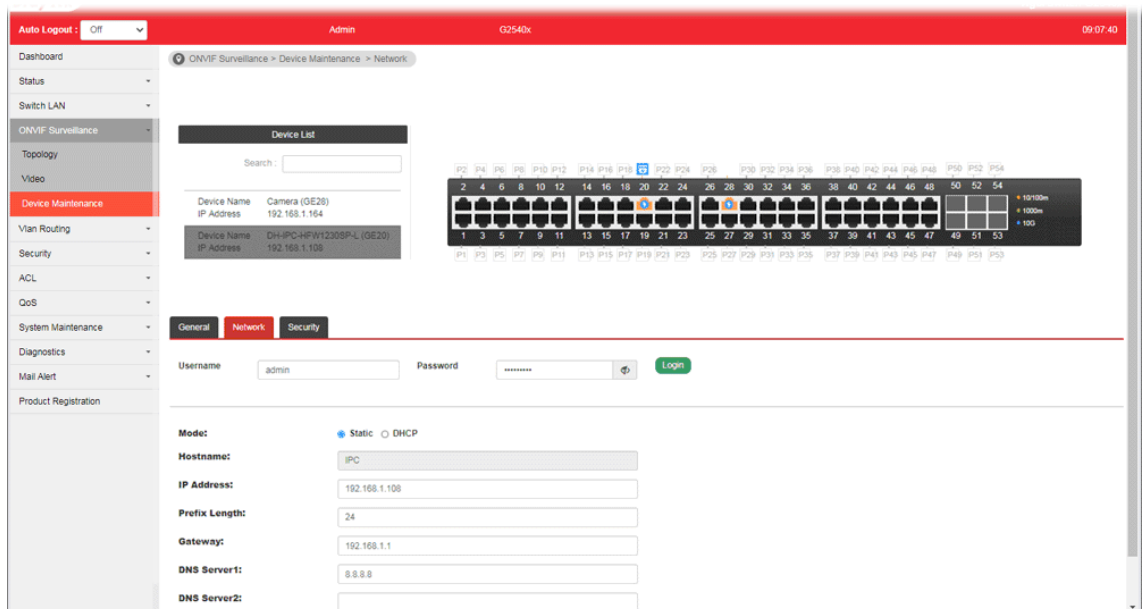 Auto Logout : Off Admin G2540x 09:07:40
Dashboard
Status
Switch LAN
ONVIF Surveillance
Topology
Video
Device Maintenance
Vlan Routing
Security
ACL
QoS
System Maintenance
Diagnostics
Mail Alert
Product Registration
ONVIF Surveillance > Device Maintenance > Network
Device List
Search :
Device Name Camera (GE28)
IP Address 192.168.1.164
Device Name DH-IPC-HFW1230SP-L (GE20)
IP Address 192.168.1.108
P2 P4 P6 P8 P10 P12 P14 P16 P18 P22 P24 P26 P30 P32 P34 P36 P38 P40 P42 P44 P46 P48 P50 P52 P54
2 4 6 8 10 12 14 16 18 20 22 24 26 28 30 32 34 36 38 40 42 44 46 48 50 52 54
10/100m
1000m
10G
1 3 5 7 9 11 13 15 17 19 21 23 25 27 29 31 33 35 37 39 41 43 45 47 49 51 53
P1 P3 P5 P7 P9 P11 P13 P15 P17 P19 P21 P23 P25 P27 P29 P31 P33 P35 P37 P39 P41 P43 P45 P47 P49 P51 P53
General Network Security
Username admin Password ••••••••• Login
Mode: Static DHCP
Hostname: IPC
IP Address: 192.168.1.108
Prefix Length: 24
Gateway: 192.168.1.1
DNS Server1: 8.8.8.8
DNS Server2: